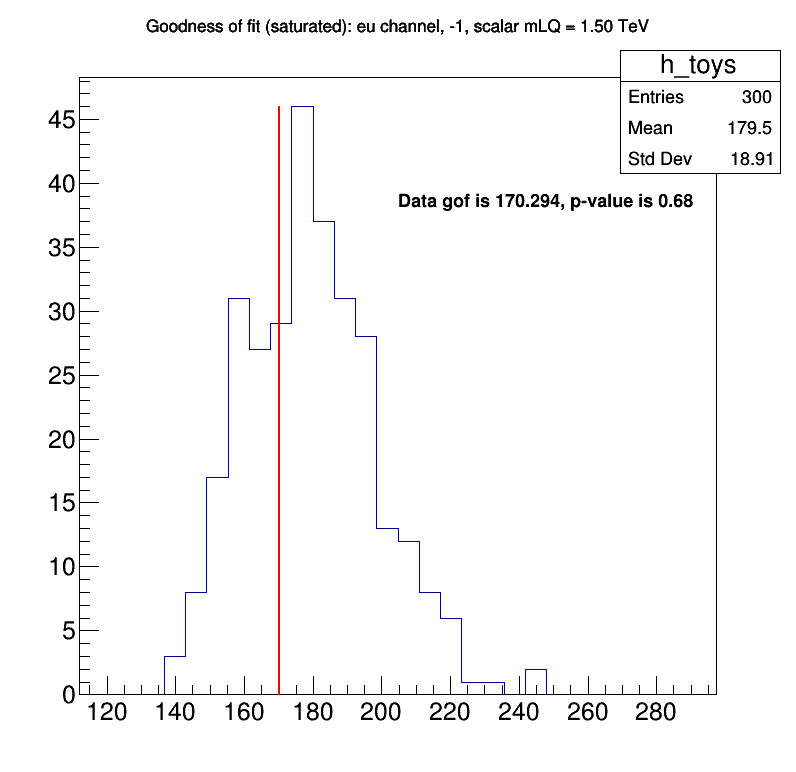 Goodness of fit (saturated): eu channel, -1, scalar mLQ = 1.50 TeV
h_toys
Entries 300
Mean 179.5
Std Dev 18.91
Data gof is 170.294, p-value is 0.68
45
40
35
30
25
20
15
10
5
0
120 140 160 180 200 220 240 260 280